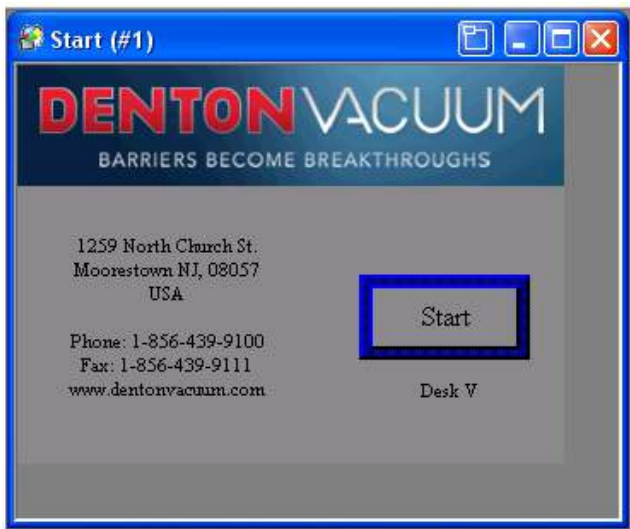 Start (#1)
DENTON VACUUM
BARRIERS BECOME BREAKTHROUGHS
1259 North Church St.
Moorestown NJ, 08057
USA
Phone: 1-856-439-9100
Fax: 1-856-439-9111
www.dentonvacuum.com
Start
Desk V